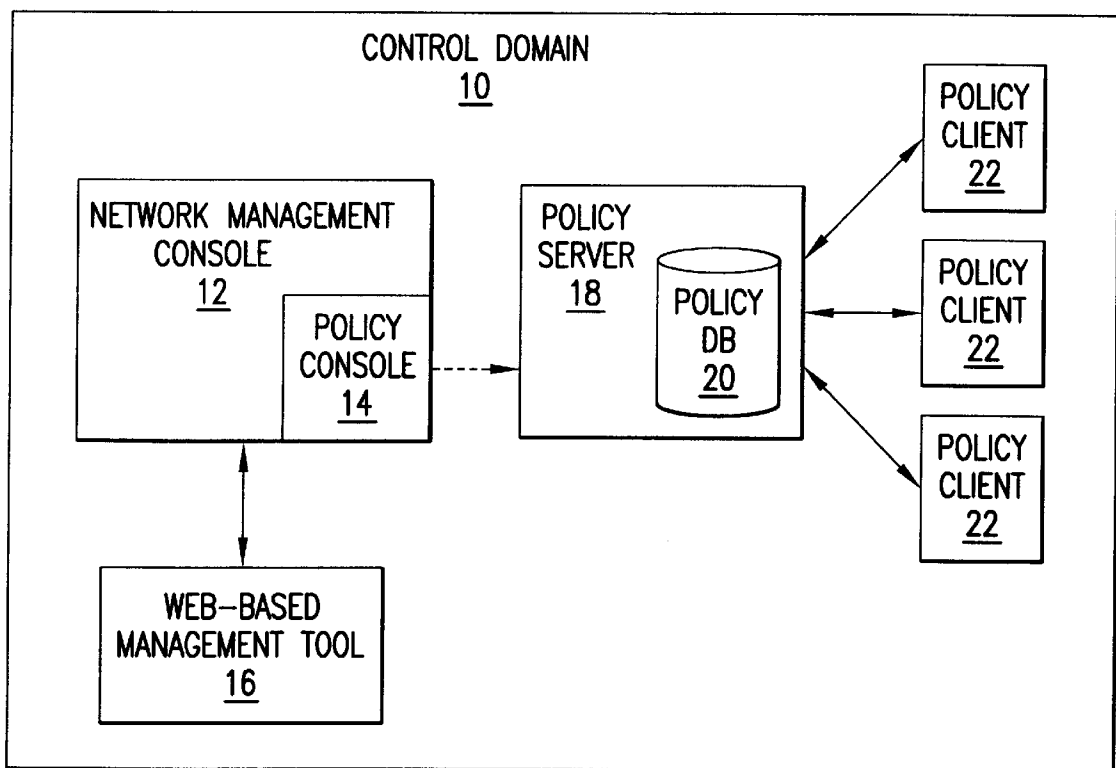 CONTROL DOMAIN
10
NETWORK MANAGEMENT
CONSOLE
12
POLICY
CONSOLE
14
WEB-BASED
MANAGEMENT TOOL
16
POLICY
SERVER
18
POLICY
DB
20
POLICY
CLIENT
22
POLICY
CLIENT
22
POLICY
CLIENT
22